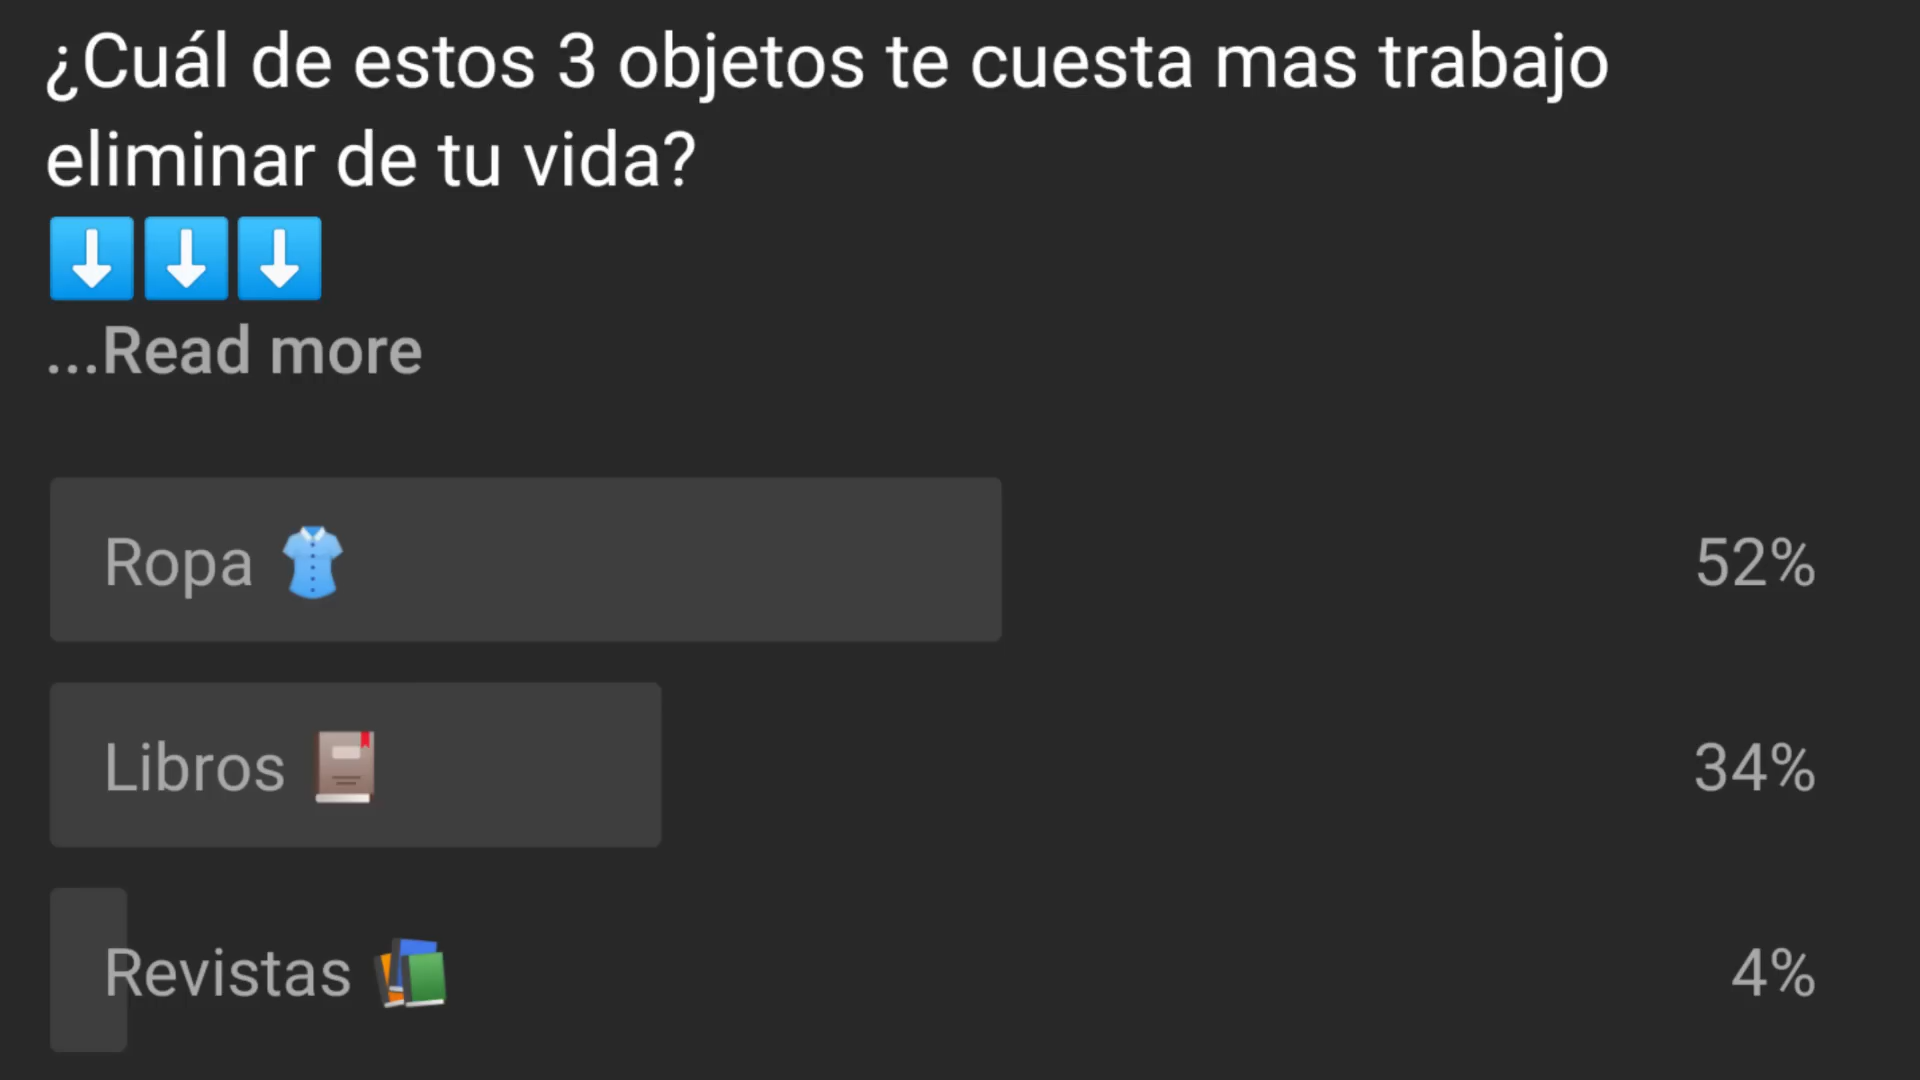 ¿Cuál de estos 3 objetos te cuesta mas trabajo
eliminar de tu vida?
⬇️⬇️⬇️
...Read more
Ropa 👚 52%
Libros 📔 34%
Revistas 📚 4%